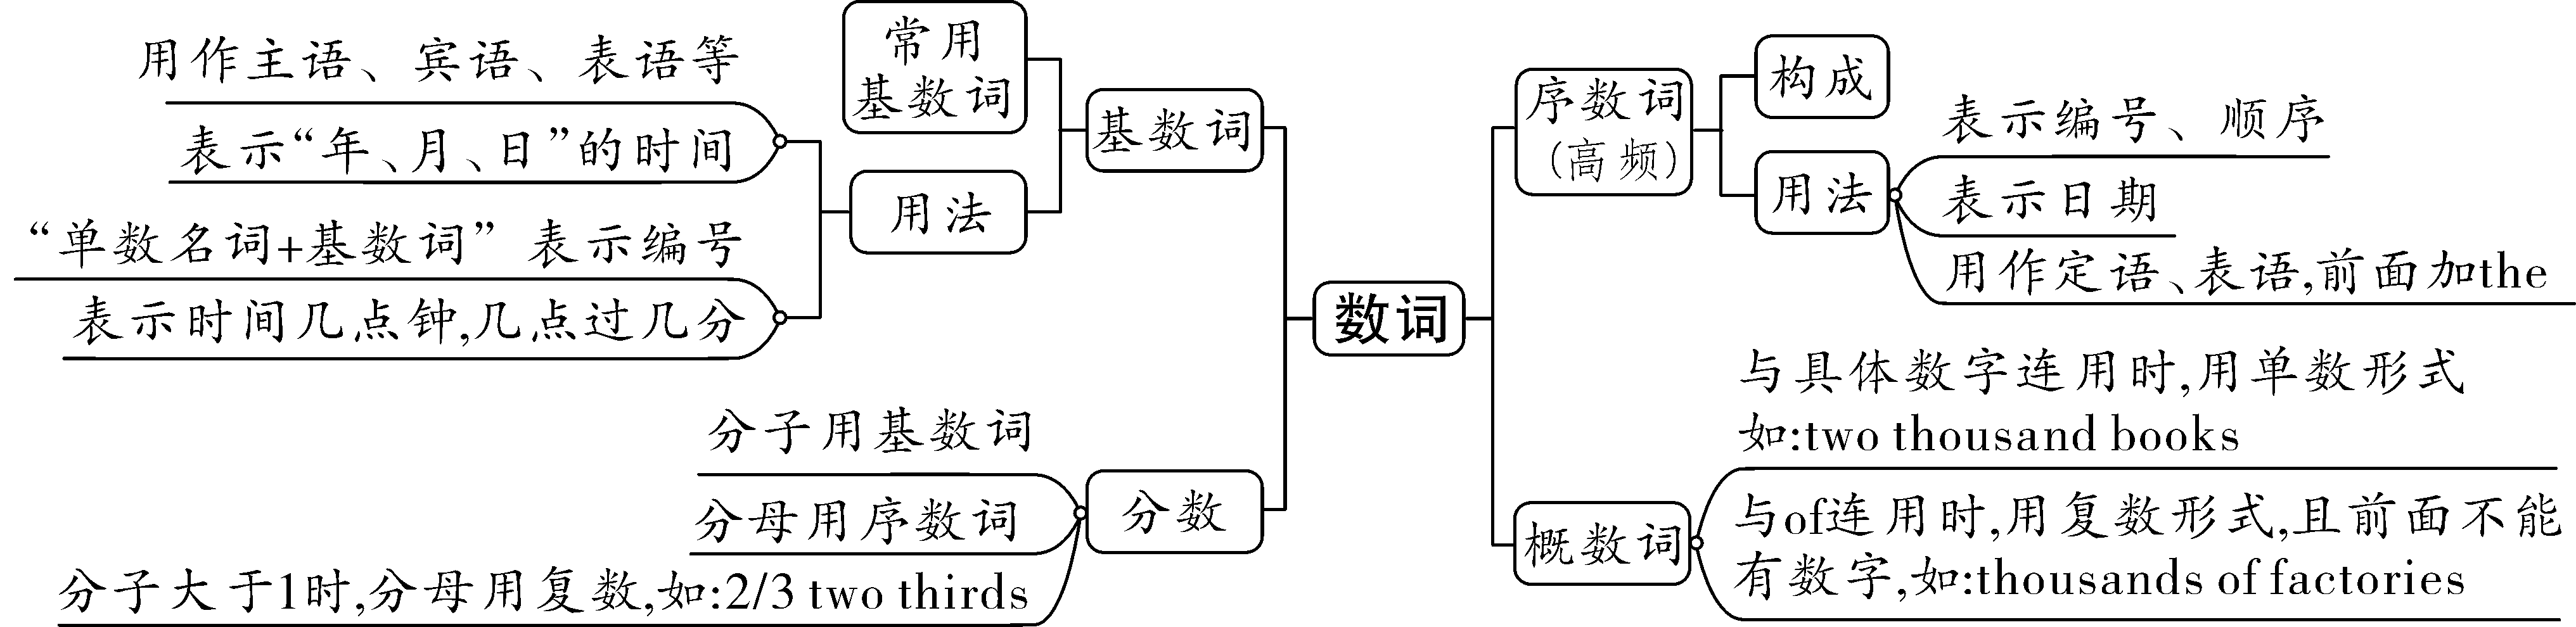 数词
基数词
常用
基数词
用法
用作主语、宾语、表语等
表示“年、月、日”的时间
“单数名词+基数词”表示编号
表示时间几点钟,几点过几分
分数
分子用基数词
分母用序数词
分子大于1时,分母用复数,如:2/3 two thirds
序数词
(高频)
构成
用法
表示编号、顺序
表示日期
用作定语、表语,前面加the
概数词
与具体数字连用时,用单数形式
如:two thousand books
与of连用时,用复数形式,且前面不能
有数字,如:thousands of factories